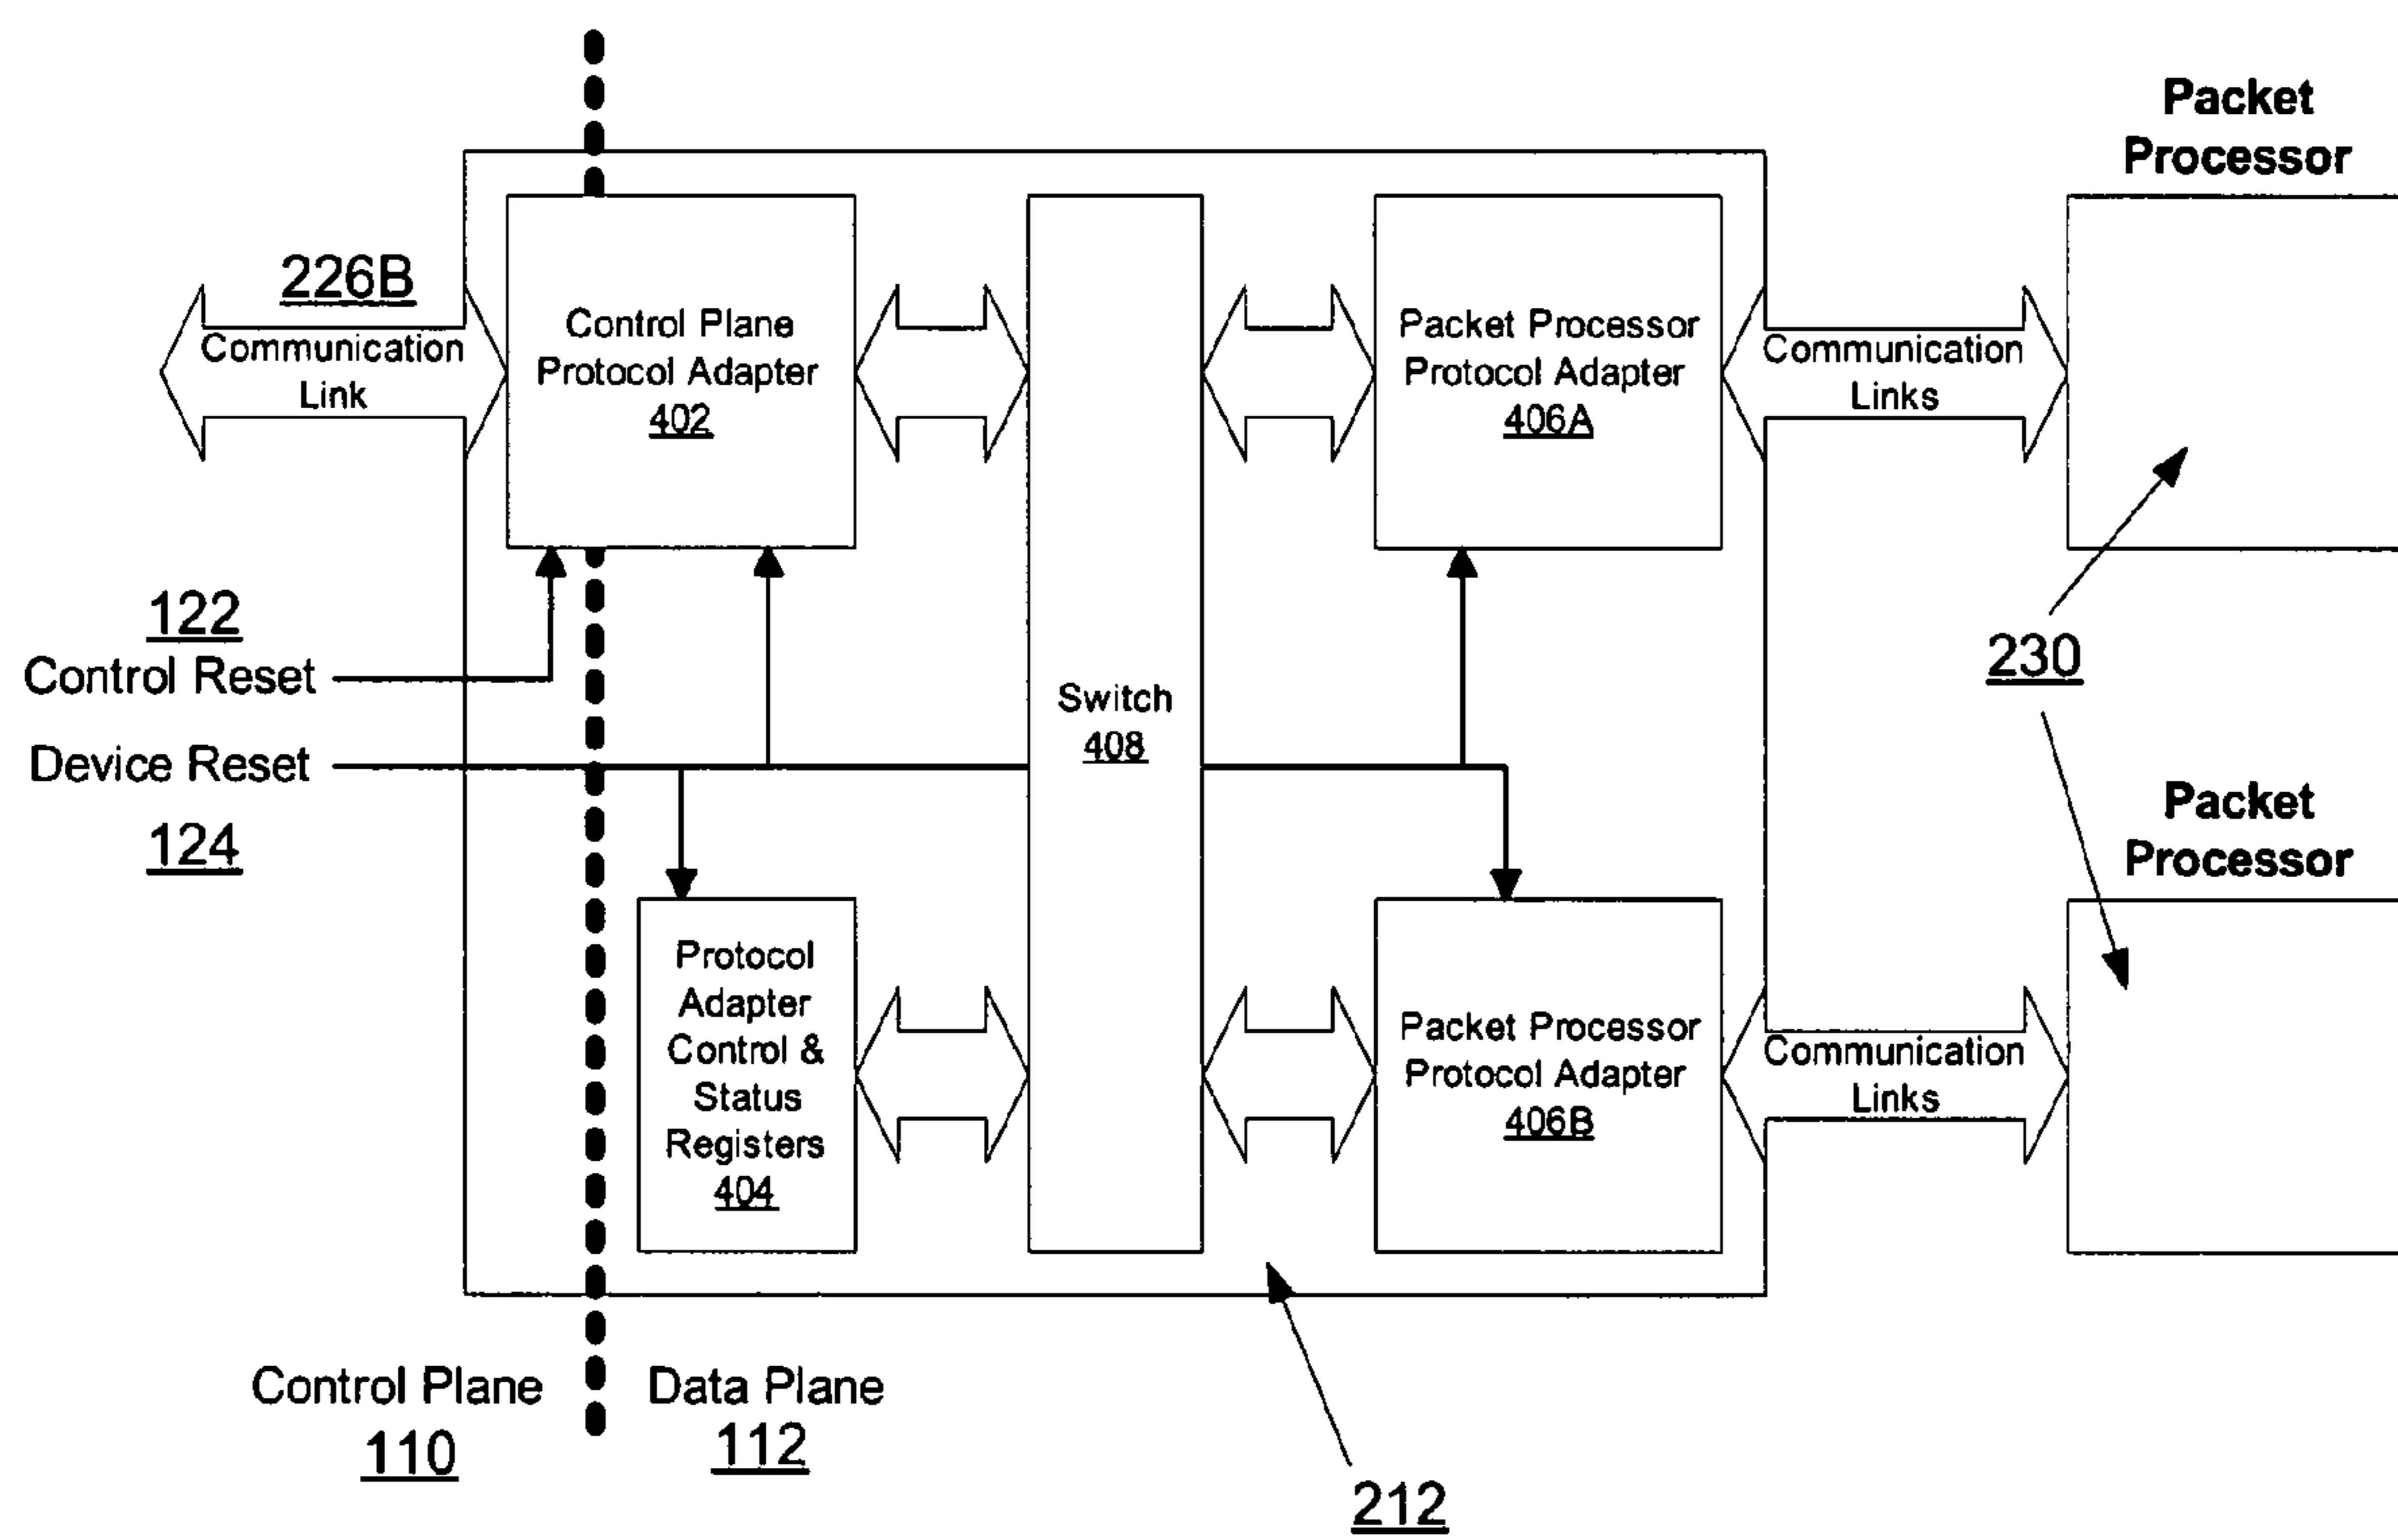 Packet
Processor
226B
Communication
Link
Control Plane
Protocol Adapter
402
Packet Processor
Protocol Adapter
406A
Communication
Links
122
Control Reset
Device Reset
124
Switch
408
230
Packet
Processor
Protocol
Adapter
Control &
Status
Registers
404
Packet Processor
Protocol Adapter
406B
Communication
Links
Control Plane
110
Data Plane
112
212